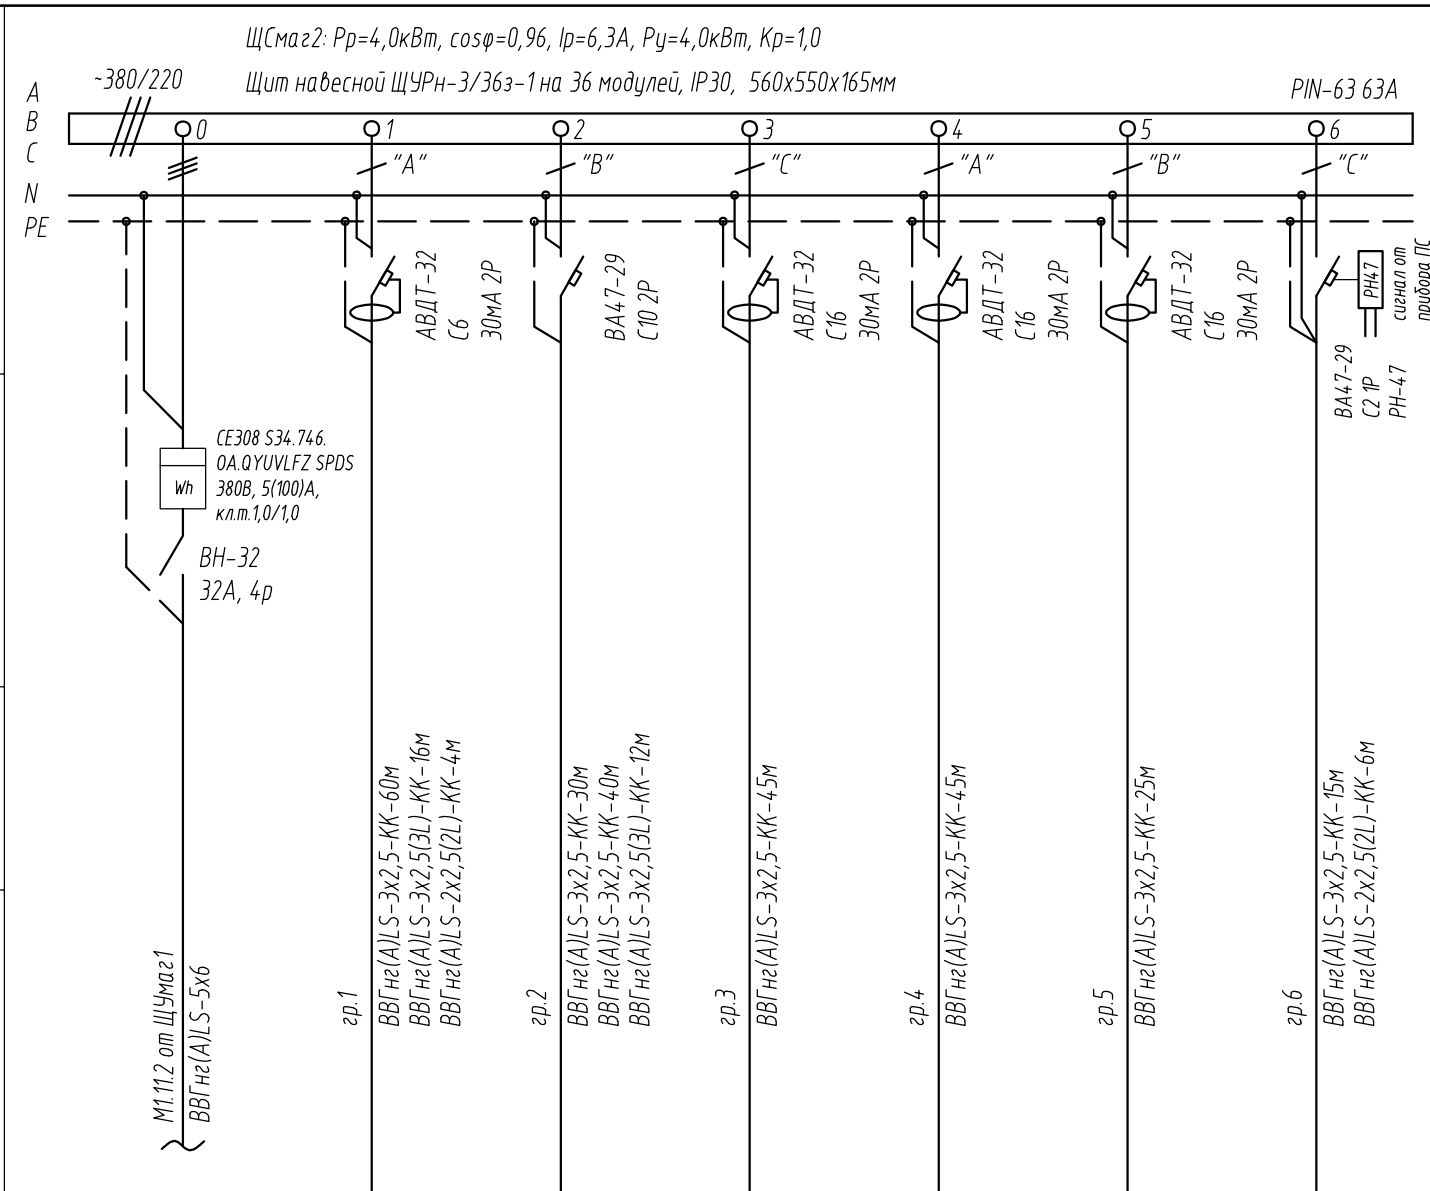 ЩСмаг2: Рр=4,0кВт, cosφ=0,96, Iр=6,3А, Ру=4,0кВт, Кр=1,0
~380/220
Щит навесной ЩУРн-3/36з-1 на 36 модулей, IP30, 560х550х165мм
PIN-63 63А
A
B
C
N
PE
0
1
2
3
4
5
6
"А"
"В"
"С"
"А"
"В"
"С"
АВДТ-32
С6
30мА 2Р
ВА47-29
С10 2Р
АВДТ-32
С16
30мА 2Р
АВДТ-32
С16
30мА 2Р
АВДТ-32
С16
30мА 2Р
РН47
сигнал от
прибора ПС
ВА47-29
С2 1Р
РН-47
CE308 S34.746.
OA.QYUVLFZ SPDS
380В, 5(100)А,
кл.т.1,0/1,0
Wh
ВН-32
32А, 4р
М1.11.2 от ЩУмаг1
ВВГнг(А)LS-5х6
гр.1
ВВГнг(А)LS-3х2,5-КК-60м
ВВГнг(А)LS-3х2,5(3L)-КК-16м
ВВГнг(А)LS-2х2,5(2L)-КК-4м
гр.2
ВВГнг(А)LS-3х2,5-КК-30м
ВВГнг(А)LS-3х2,5-КК-40м
ВВГнг(А)LS-3х2,5(3L)-КК-12м
гр.3
ВВГнг(А)LS-3х2,5-КК-45м
гр.4
ВВГнг(А)LS-3х2,5-КК-45м
гр.5
ВВГнг(А)LS-3х2,5-КК-25м
гр.6
ВВГнг(А)LS-3х2,5-КК-15м
ВВГнг(А)LS-2х2,5(2L)-КК-6м